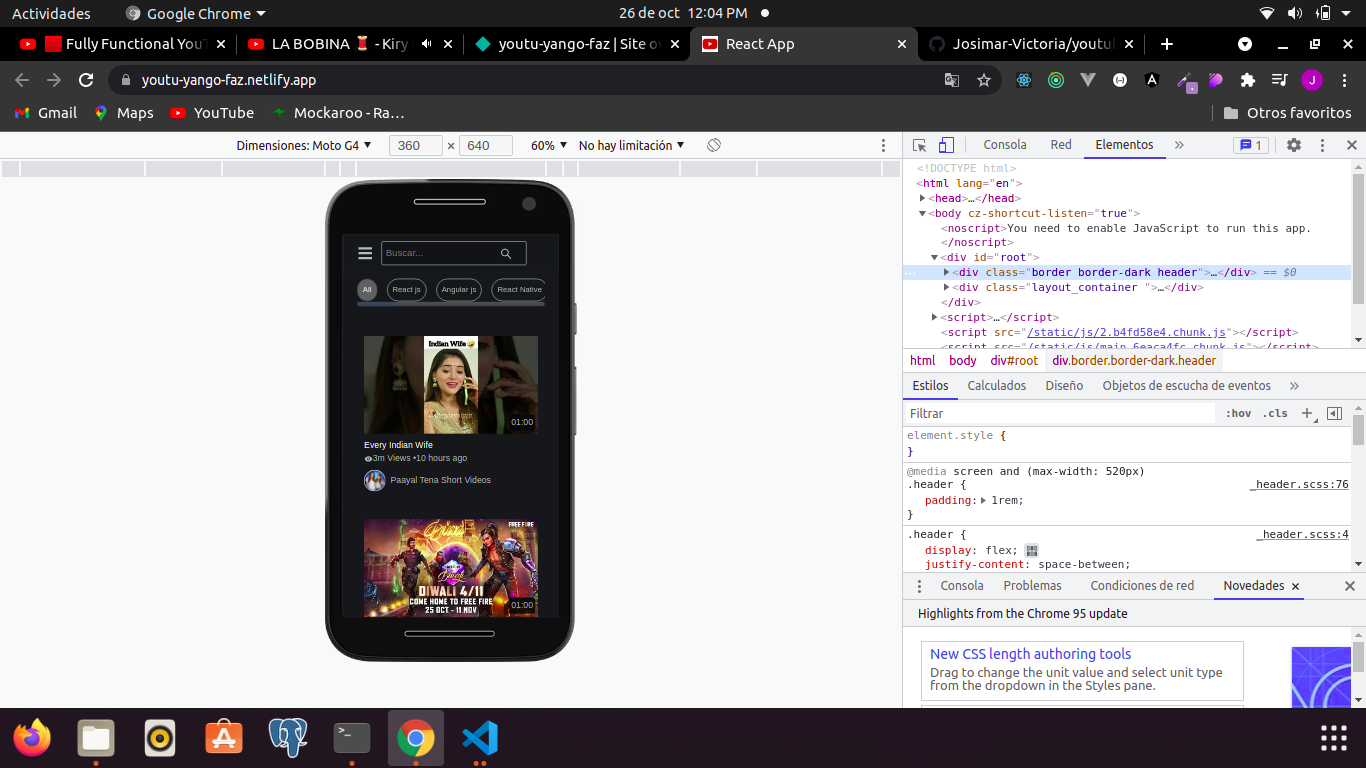 Actividades
Google Chrome
26 de oct 12:04 PM
Fully Functional YouT
LA BOBINA - Kiry
youtu-yango-faz | Site ov
React App
Josimar-Victoria/youtu
youtu-yango-faz.netlify.app
J
Gmail
Maps
YouTube
Mockaroo - Ra…
Otros favoritos
Dimensiones: Moto G4
360 × 640
60%
No hay limitación
Consola
Red
Elementos
1
<!DOCTYPE html>
<html lang="en">
<head>…</head>
<body cz-shortcut-listen="true">
<noscript>You need to enable JavaScript to run this app.
</noscript>
<div id="root">
<div class="border border-dark header">…</div> == $0
<div class="layout_container ">…</div>
</div>
<script>…</script>
<script src="/static/js/2.b4fd58e4.chunk.js"></script>
<script src="/static/js/main.6eaca4fc.chunk.js"></script>
html body div#root div.border.border-dark.header
Estilos
Calculados
Diseño
Objetos de escucha de eventos
Filtrar
:hov .cls
element.style {
}
@media screen and (max-width: 520px)
.header {
_header.scss:76
padding: 1rem;
}
.header {
_header.scss:4
display: flex;
justify-content: space-between;
Consola
Problemas
Condiciones de red
Novedades
Highlights from the Chrome 95 update
New CSS length authoring tools
Drag to change the unit value and select unit type
from the dropdown in the Styles pane.
Buscar...
All
React js
Angular js
React Native
Indian Wife
01:00
Every Indian Wife
3m Views •10 hours ago
Paayal Tena Short Videos
FREE FIRE
DIWALI 4/11
COME HOME TO FREE FIRE
25 OCT - 11 NOV
01:00